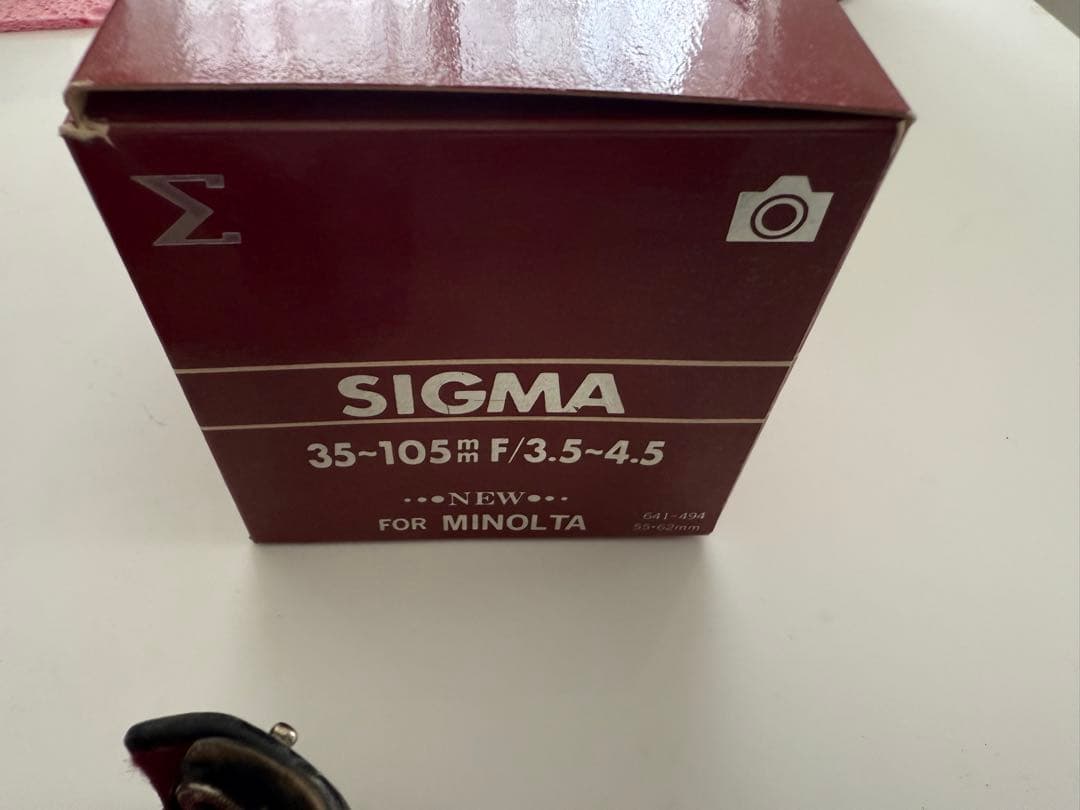 Σ
SIGMA
35~105mm F/3.5~4.5
•••NEW•••
FOR MINOLTA
641-494
55•62mm